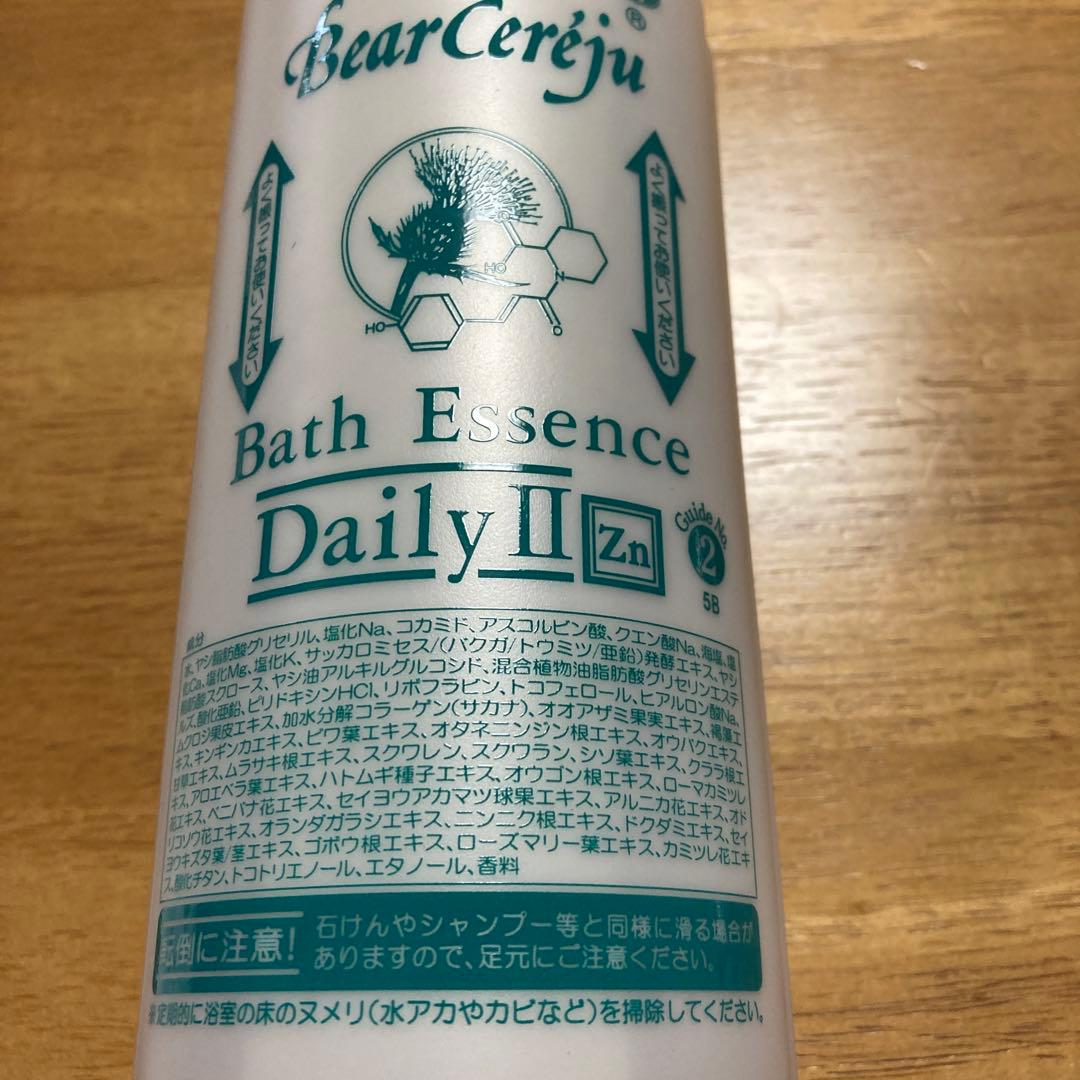 BearCeréju®
よく振ってお使いください
よく振ってお使いください
HO
HO
O
N
O
Bath Essence
Daily II Zn
Guide No.
2
5B
成分
水、ヤシ脂肪酸グリセリル、塩化Na、コカミド、アスコルビン酸、クエン酸Na、海塩、塩
化Ca、塩化Mg、塩化K、サッカロミセス/(バクガ/トウミツ/亜鉛)発酵エキス、ヤシ
脂肪酸スクロース、ヤシ油アルキルグルコシド、混合植物油脂肪酸グリセリンエステ
ルズ、酸化亜鉛、ピリドキシンHCl、リボフラビン、トコフェロール、ヒアルロン酸Na、
ムクロジ果皮エキス、加水分解コラーゲン(サカナ)、オオアザミ果実エキス、褐藻エ
キス、キンギンカエキス、ビワ葉エキス、オタネニンジン根エキス、オウバクエキス、
甘草エキス、ムラサキ根エキス、スクワレン、スクワラン、シソ葉エキス、クララ根エ
キス、アロエベラ葉エキス、ハトムギ種子エキス、オウゴン根エキス、ローマカミツレ
花エキス、ベニバナ花エキス、セイヨウアカマツ球果エキス、アルニカ花エキス、オド
リコソウ花エキス、オランダガラシエキス、ニンニク根エキス、ドクダミエキス、セイ
ヨウキズタ葉/茎エキス、ゴボウ根エキス、ローズマリー葉エキス、カミツレ花エキ
ス、酸化チタン、トコトリエノール、エタノール、香料
転倒に注意!
石けんやシャンプー等と同様に滑る場合が
ありますので、足元にご注意ください。
※定期的に浴室の床のヌメリ(水アカやカビなど)を掃除してください。